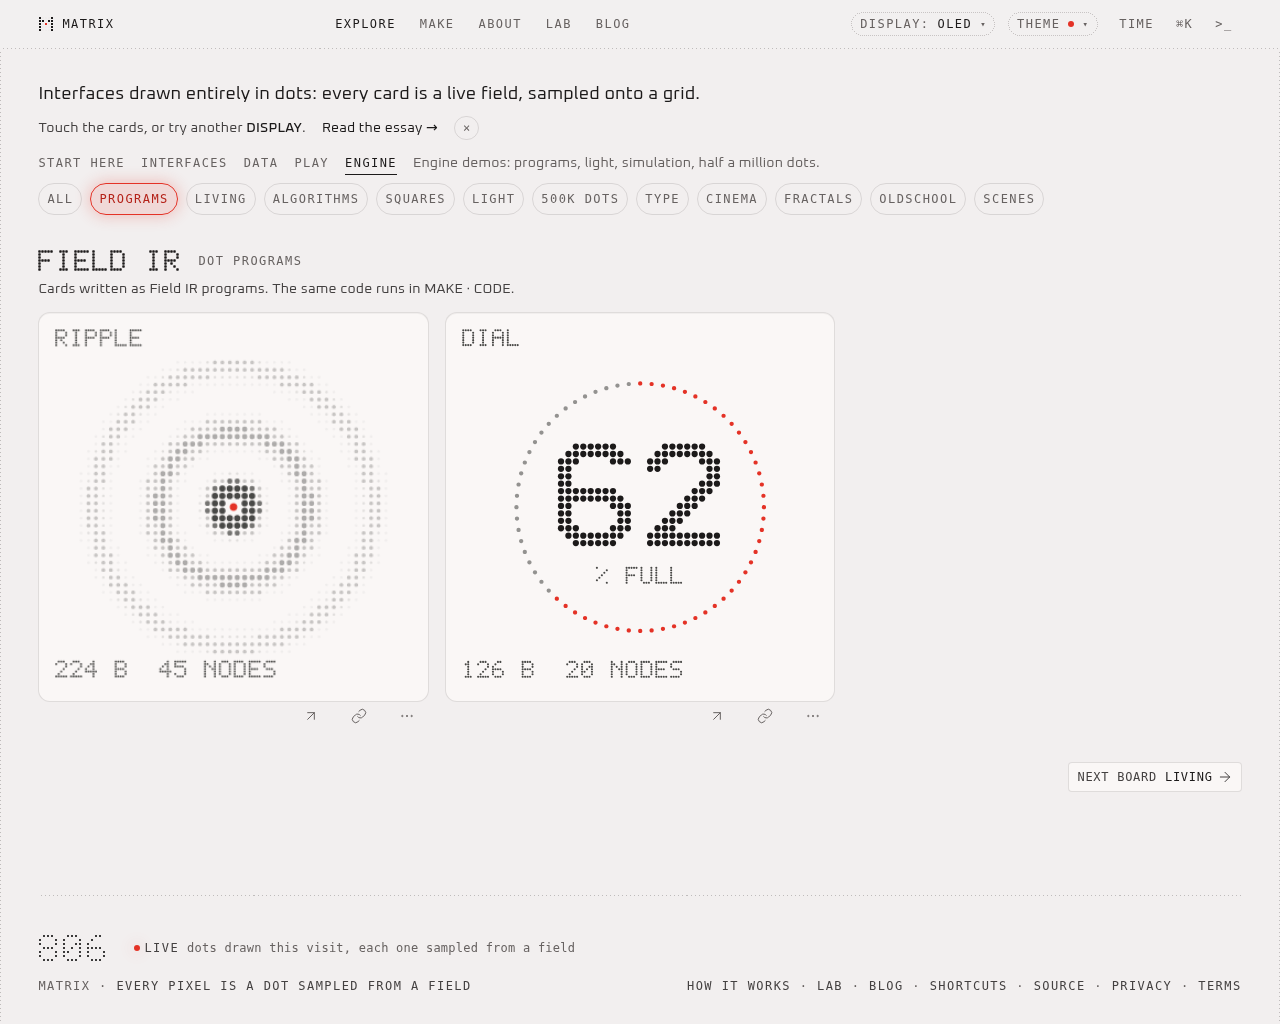 MATRIX
EXPLORE MAKE ABOUT LAB BLOG
DISPLAY: OLED ▾ THEME ● ▾ TIME ⌘K >_
Interfaces drawn entirely in dots: every card is a live field, sampled onto a grid.
Touch the cards, or try another DISPLAY. Read the essay → ×
START HERE INTERFACES DATA PLAY ENGINE Engine demos: programs, light, simulation, half a million dots.
ALL PROGRAMS LIVING ALGORITHMS SQUARES LIGHT 500K DOTS TYPE CINEMA FRACTALS OLDSCHOOL SCENES
FIELD IR DOT PROGRAMS
Cards written as Field IR programs. The same code runs in MAKE · CODE.
RIPPLE
224 B 45 NODES
DIAL
62
% FULL
126 B 20 NODES
NEXT BOARD LIVING →
906 LIVE dots drawn this visit, each one sampled from a field
MATRIX · EVERY PIXEL IS A DOT SAMPLED FROM A FIELD
HOW IT WORKS · LAB · BLOG · SHORTCUTS · SOURCE · PRIVACY · TERMS